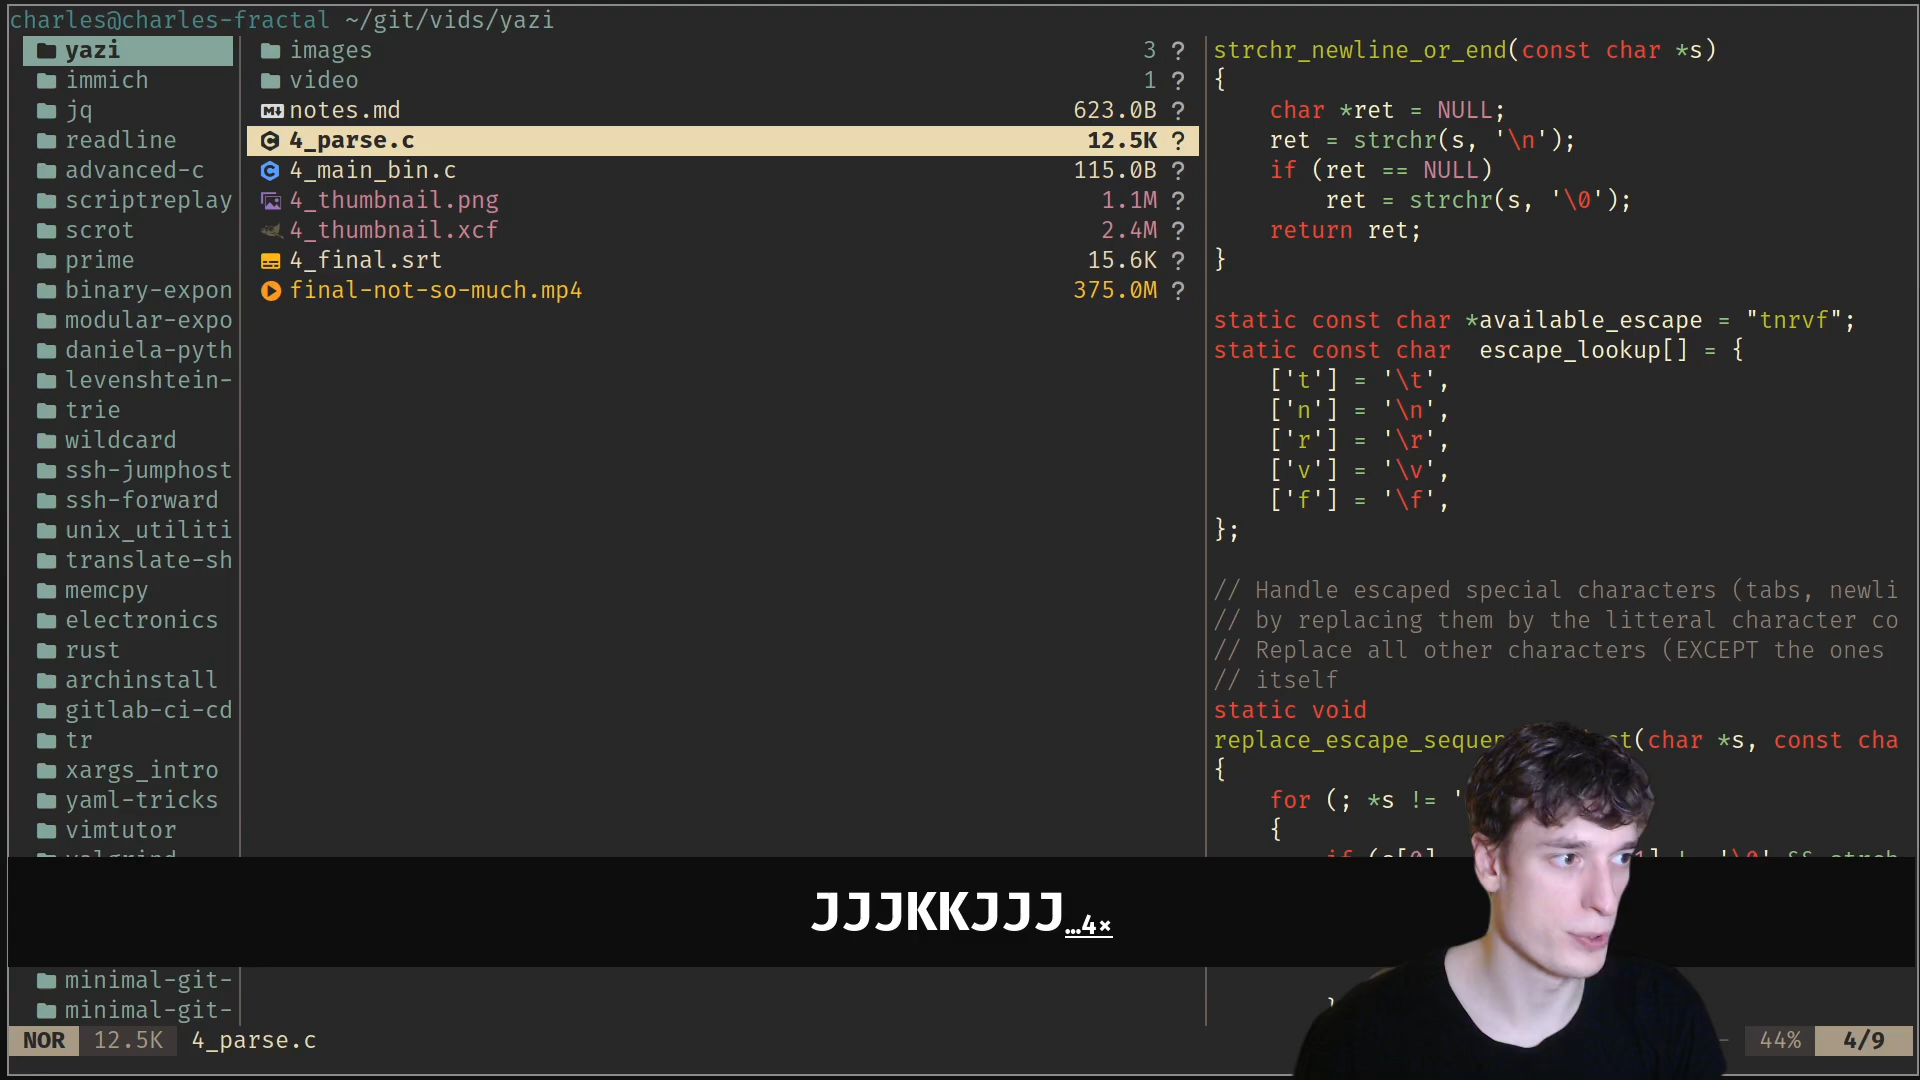 charles@charles-fractal ~/git/vids/yazi
yazi
immich
jq
readline
advanced-c
scriptreplay
scrot
prime
binary-expon
modular-expo
daniela-pyth
levenshtein-
trie
wildcard
ssh-jumphost
ssh-forward
unix_utiliti
translate-sh
memcpy
electronics
rust
archinstall
gitlab-ci-cd
tr
xargs_intro
yaml-tricks
vimtutor
minimal-git-
minimal-git-
images 3 ?
video 1 ?
notes.md 623.0B ?
4_parse.c 12.5K ?
4_main_bin.c 115.0B ?
4_thumbnail.png 1.1M ?
4_thumbnail.xcf 2.4M ?
4_final.srt 15.6K ?
final-not-so-much.mp4 375.0M ?
strchr_newline_or_end(const char *s)
{
char *ret = NULL;
ret = strchr(s, '\n');
if (ret == NULL)
ret = strchr(s, '\0');
return ret;
}
static const char *available_escape = "tnrvf";
static const char  escape_lookup[] = {
['t'] = '\t',
['n'] = '\n',
['r'] = '\r',
['v'] = '\v',
['f'] = '\f',
};
// Handle escaped special characters (tabs, newli
// by replacing them by the litteral character co
// Replace all other characters (EXCEPT the ones
// itself
static void
replace_escape_sequen (char *s, const cha
{
for (; *s != '
{
JJJKKJJJ…4×
NOR 12.5K 4_parse.c 44% 4/9